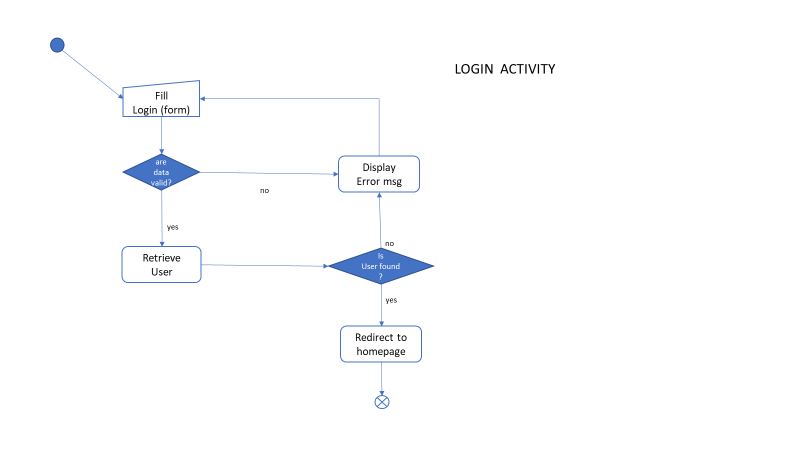 LOGIN ACTIVITY
Fill
Login (form)
are
data
valid?
no
Display
Error msg
yes
Retrieve
User
no
Is
User found
?
yes
Redirect to
homepage